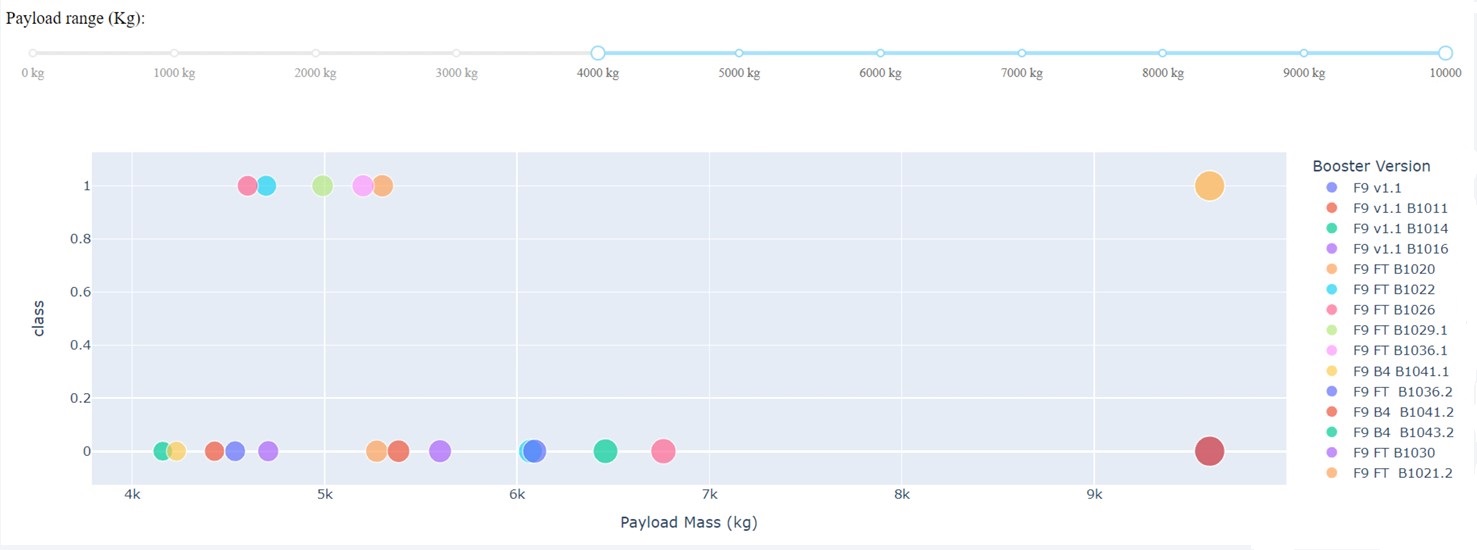 Payload range (Kg):
0 kg 1000 kg 2000 kg 3000 kg 4000 kg 5000 kg 6000 kg 7000 kg 8000 kg 9000 kg 10000
1
0.8
0.6
0.4
0.2
0
class
4k 5k 6k 7k 8k 9k
Payload Mass (kg)
Booster Version
F9 v1.1
F9 v1.1 B1011
F9 v1.1 B1014
F9 v1.1 B1016
F9 FT B1020
F9 FT B1022
F9 FT B1026
F9 FT B1029.1
F9 FT B1036.1
F9 B4 B1041.1
F9 FT  B1036.2
F9 B4  B1041.2
F9 B4  B1043.2
F9 FT B1030
F9 FT  B1021.2